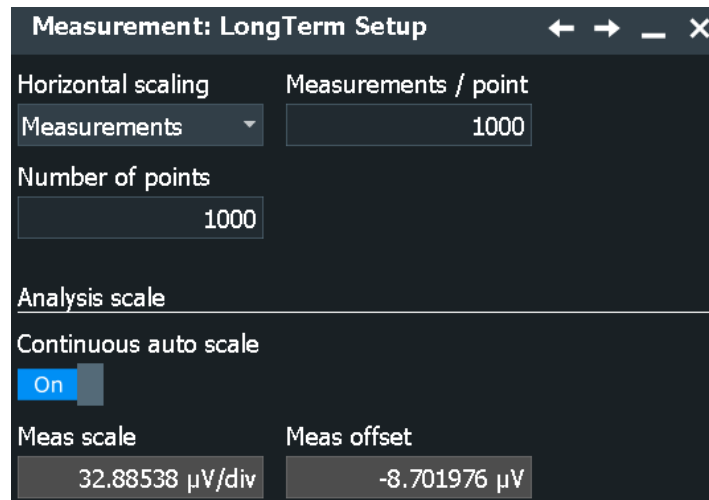 Measurement: LongTerm Setup
Horizontal scaling Measurements / point
Measurements 1000
Number of points
1000
Analysis scale
Continuous auto scale
On
Meas scale Meas offset
32.88538 µV/div -8.701976 µV